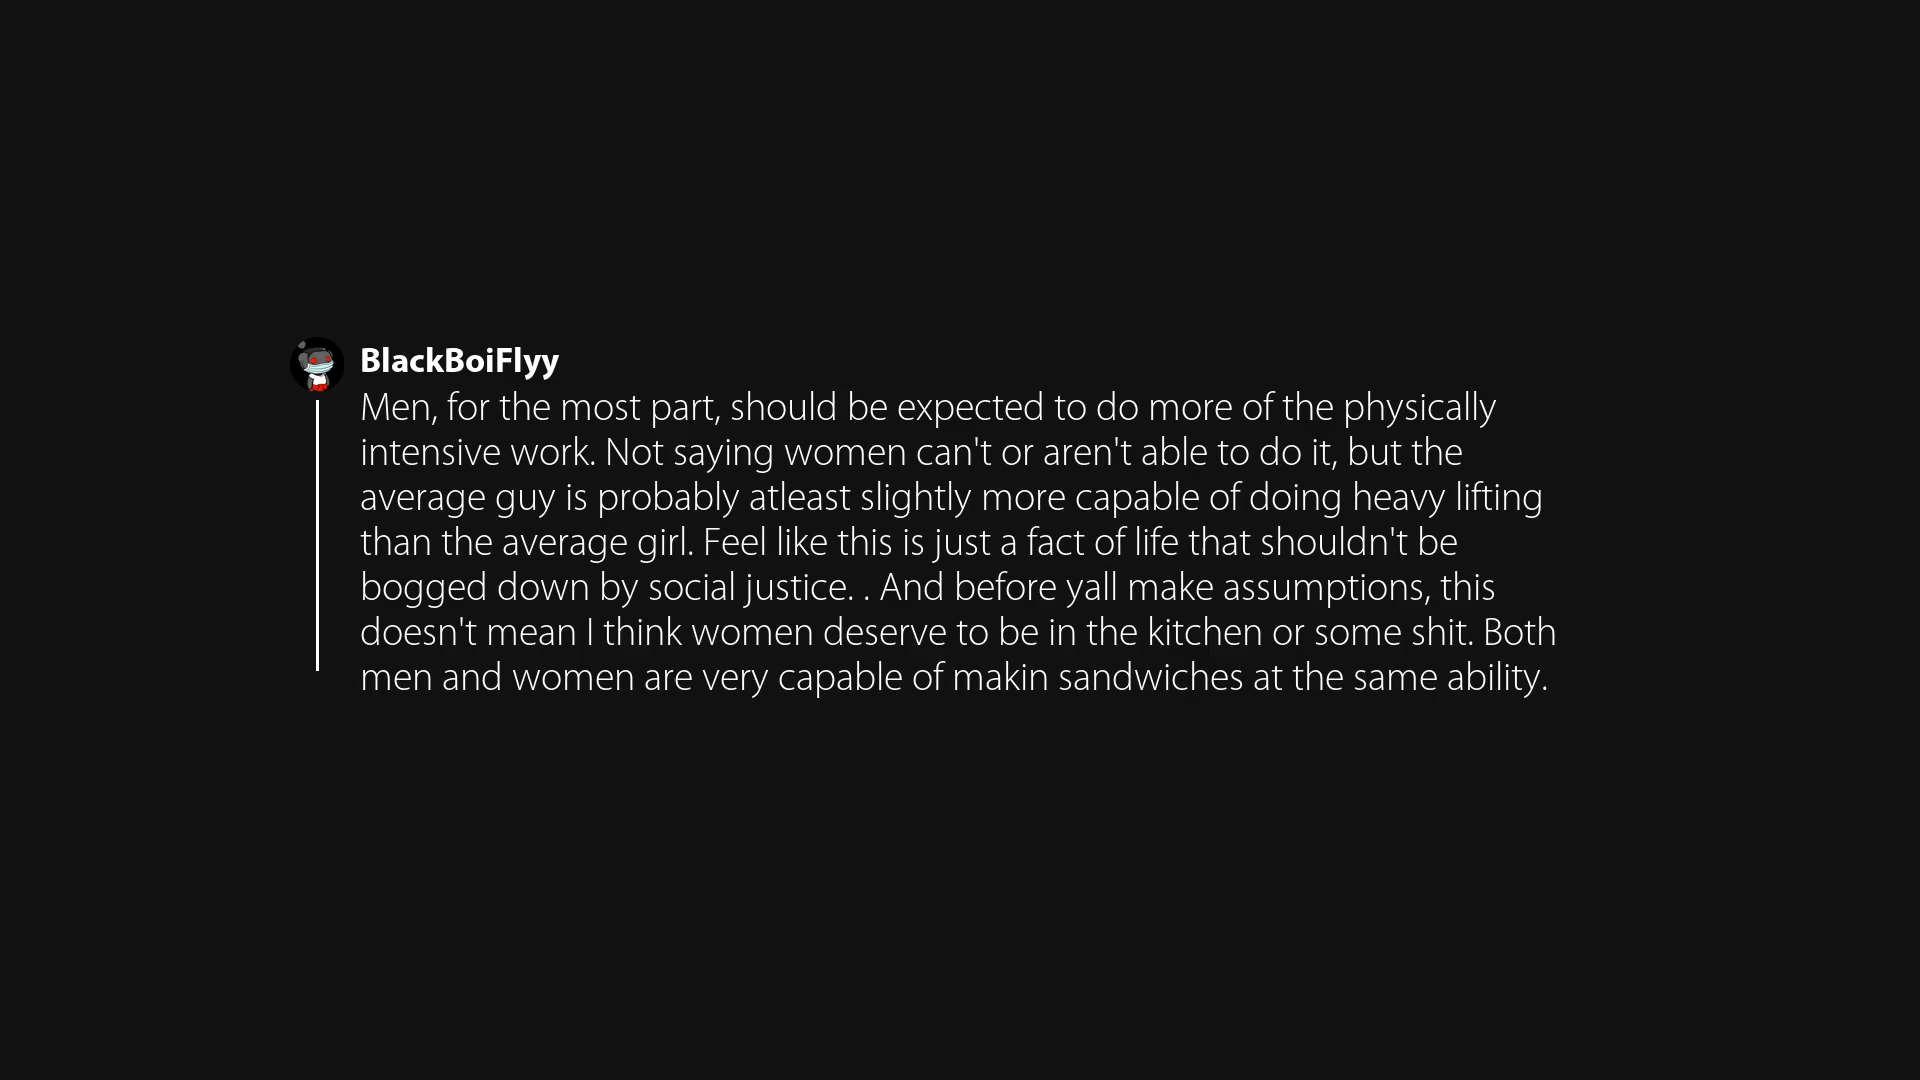 BlackBoiFlyy
Men, for the most part, should be expected to do more of the physically
intensive work. Not saying women can't or aren't able to do it, but the
average guy is probably atleast slightly more capable of doing heavy lifting
than the average girl. Feel like this is just a fact of life that shouldn't be
bogged down by social justice. . And before yall make assumptions, this
doesn't mean I think women deserve to be in the kitchen or some shit. Both
men and women are very capable of makin sandwiches at the same ability.